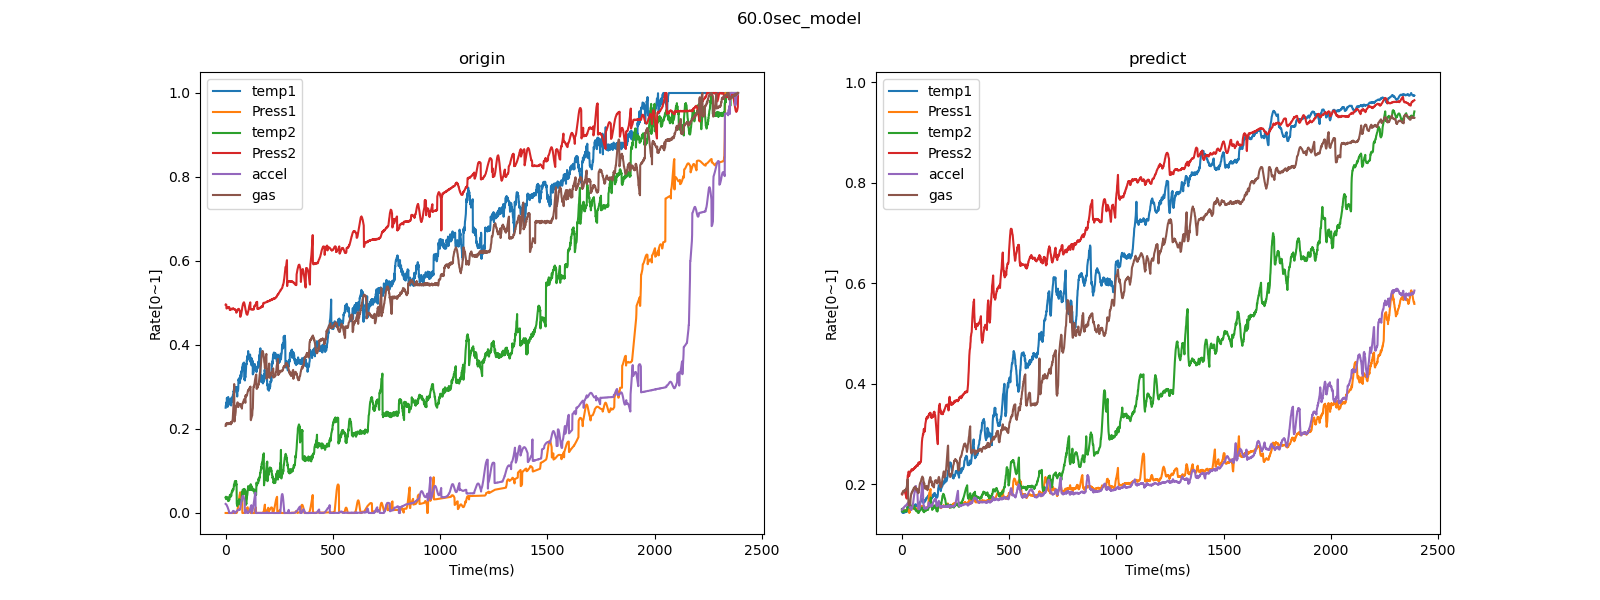 60.0sec_model
origin
temp1
Press1
temp2
Press2
accel
gas
1.0
0.8
0.6
0.4
0.2
0.0
Rate[0~1]
0 500 1000 1500 2000 2500
Time(ms)
predict
temp1
Press1
temp2
Press2
accel
gas
1.0
0.8
0.6
0.4
0.2
Rate[0~1]
0 500 1000 1500 2000 2500
Time(ms)